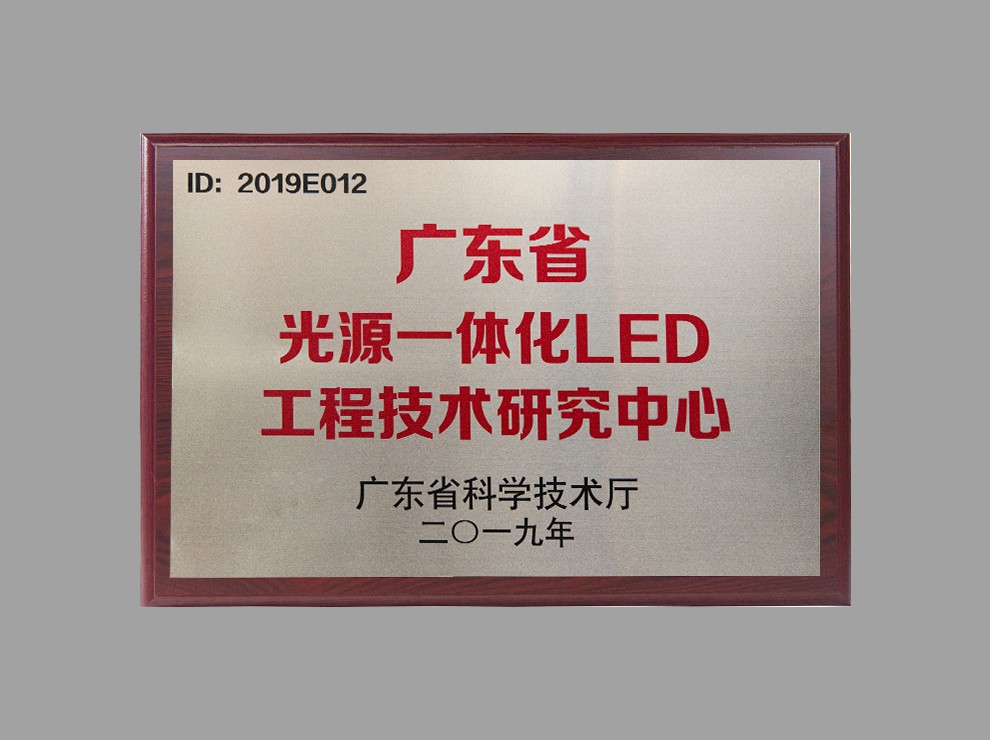 ID: 2019E012
广东省
光源一体化LED
工程技术研究中心
广东省科学技术厅
二〇一九年